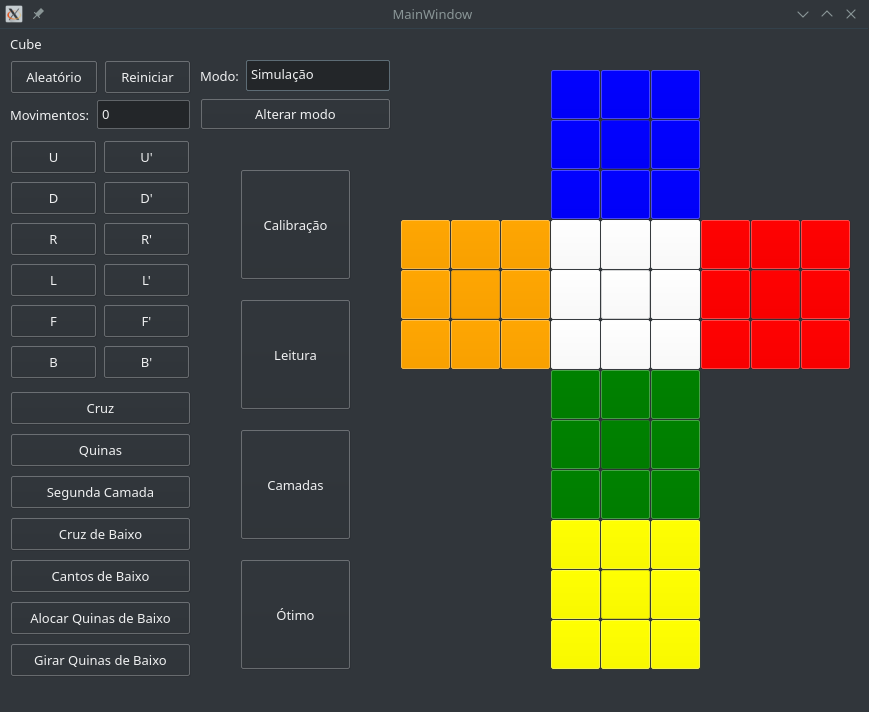 MainWindow
Cube
Aleatório Reiniciar Modo: Simulação
Movimentos: 0 Alterar modo
U U'
D D'
R R'
L L'
F F'
B B'
Cruz
Quinas
Segunda Camada
Cruz de Baixo
Cantos de Baixo
Alocar Quinas de Baixo
Girar Quinas de Baixo
Calibração
Leitura
Camadas
Ótimo